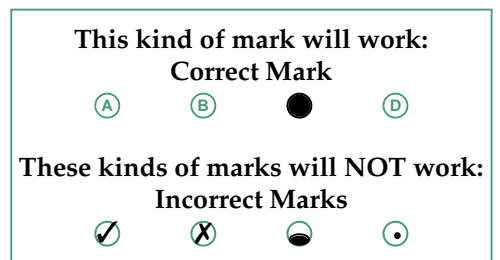 This kind of mark will work:
Correct Mark
A B D
These kinds of marks will NOT work:
Incorrect Marks